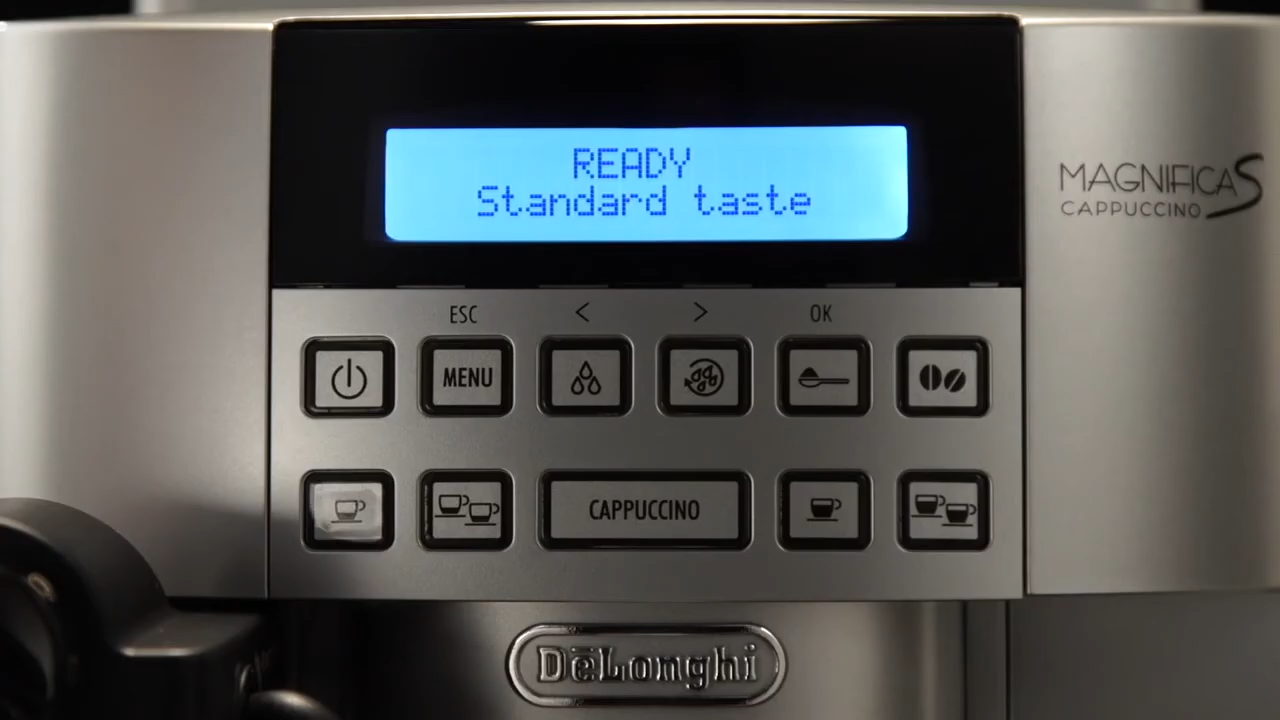 READY
Standard taste
MAGNIFICA S
CAPPUCCINO
ESC < > OK
MENU
CAPPUCCINO
DeLonghi